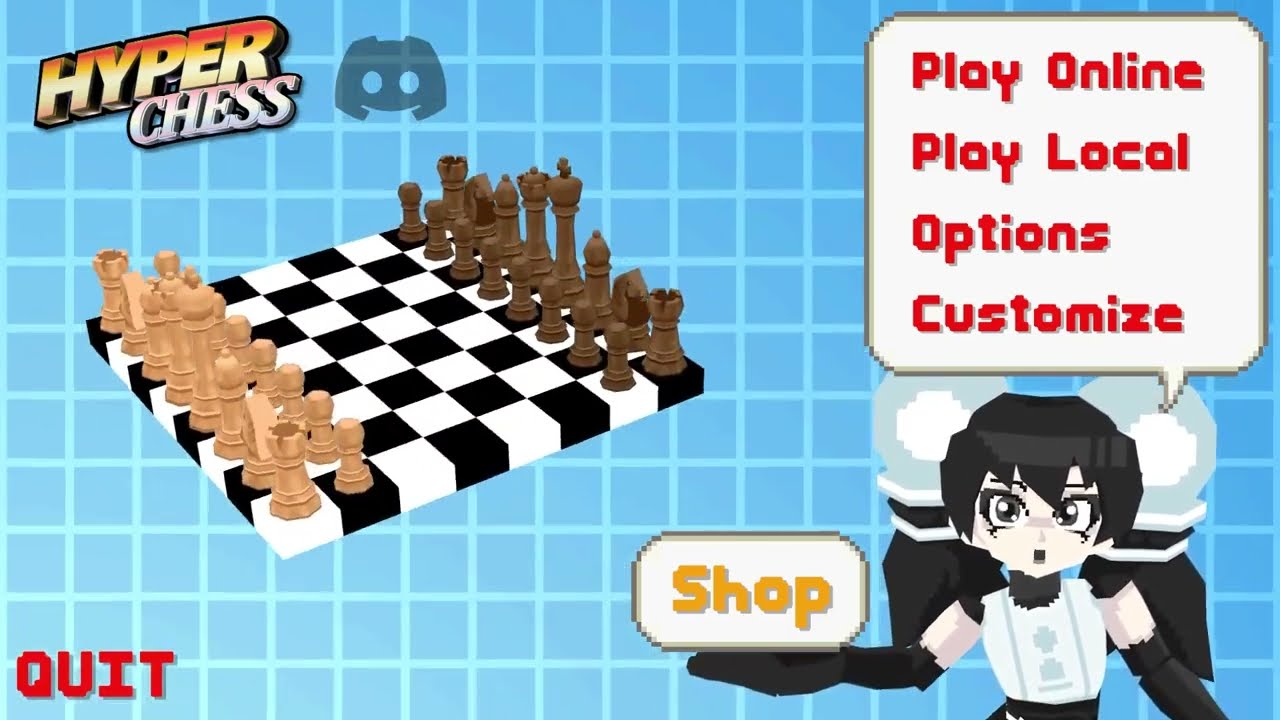 HYPER
CHESS
Play Online
Play Local
Options
Customize
Shop
QUIT